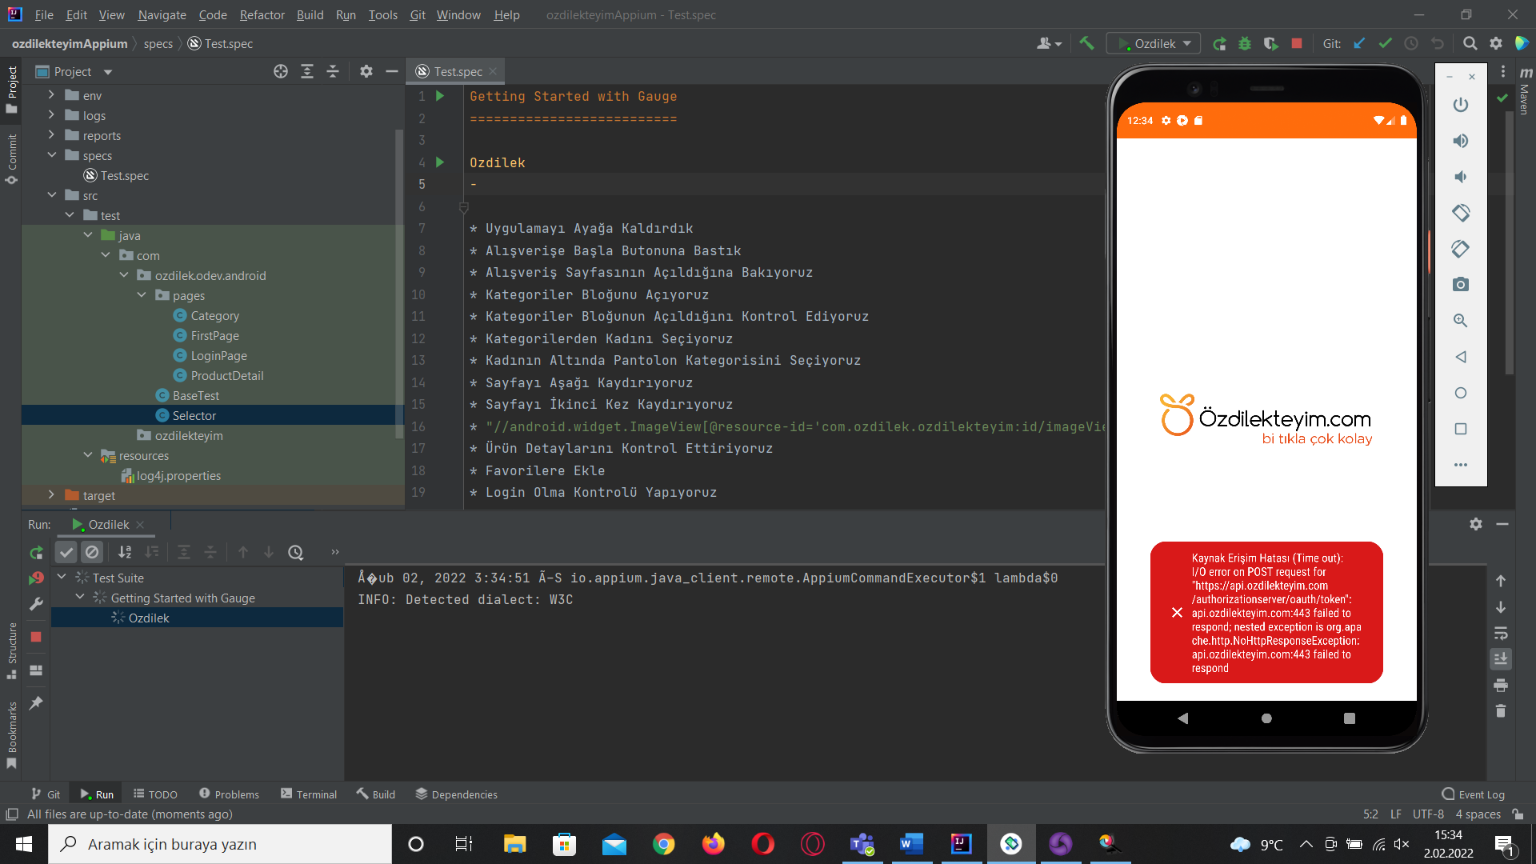 File Edit View Navigate Code Refactor Build Run Tools Git Window Help ozdilekteyimAppium - Test.spec
ozdilekteyimAppium specs Test.spec Ozdilek Git:
Project Test.spec
Project
Commit
Structure
Bookmarks
Maven
env
logs
reports
specs
Test.spec
src
test
java
com
ozdilek.odev.android
pages
Category
FirstPage
LoginPage
ProductDetail
BaseTest
Selector
ozdilekteyim
resources
log4j.properties
target
1 Getting Started with Gauge
2 ==========================
3
4 Ozdilek
5 -
6
7 * Uygulamayı Ayağa Kaldırdık
8 * Alışverişe Başla Butonuna Bastık
9 * Alışveriş Sayfasının Açıldığına Bakıyoruz
10 * Kategoriler Bloğunu Açıyoruz
11 * Kategoriler Bloğunun Açıldığını Kontrol Ediyoruz
12 * Kategorilerden Kadını Seçiyoruz
13 * Kadının Altında Pantolon Kategorisini Seçiyoruz
14 * Sayfayı Aşağı Kaydırıyoruz
15 * Sayfayı İkinci Kez Kaydırıyoruz
16 * "//android.widget.ImageView[@resource-id='com.ozdilek.ozdilekteyim:id/imageVie
17 * Ürün Detaylarını Kontrol Ettiriyoruz
18 * Favorilere Ekle
19 * Login Olma Kontrolü Yapıyoruz
12:34
Özdilekteyim.com
bi tıkla çok kolay
Kaynak Erişim Hatası (Time out):
I/O error on POST request for
"https://api.ozdilekteyim.com
/authorizationserver/oauth/token":
api.ozdilekteyim.com:443 failed to
respond; nested exception is org.apa
che.http.NoHttpResponseException:
api.ozdilekteyim.com:443 failed to
respond
Run: Ozdilek
Test Suite
Getting Started with Gauge
Ozdilek
Å�ub 02, 2022 3:34:51 Ã–S io.appium.java_client.remote.AppiumCommandExecutor$1 lambda$0
INFO: Detected dialect: W3C
Git Run TODO Problems Terminal Build Dependencies Event Log
All files are up-to-date (moments ago) 5:2 LF UTF-8 4 spaces
Aramak için buraya yazın 9°C 15:34
2.02.2022 1